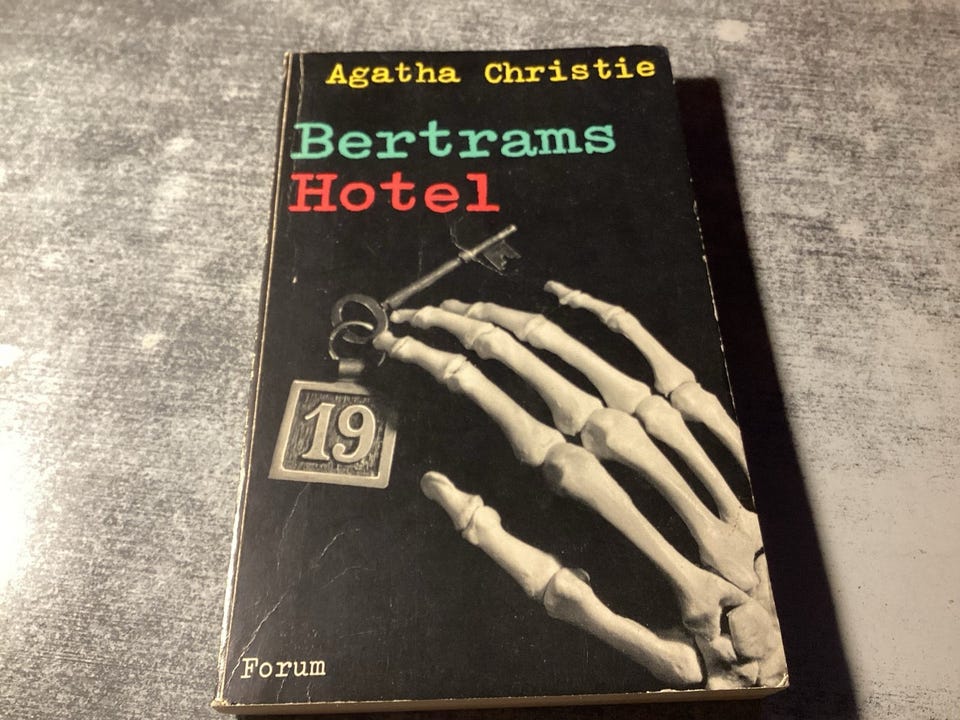 Agatha Christie
Bertrams
Hotel
19
Forum